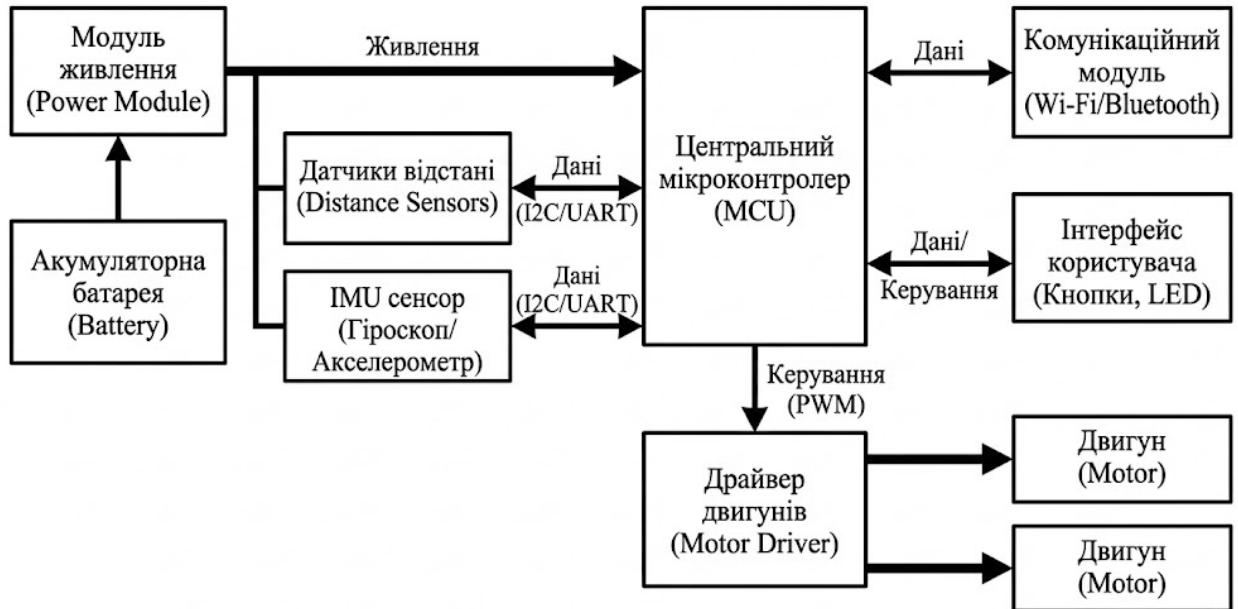 Модуль
живлення
(Power Module)
Живлення
Акумуляторна
батарея
(Battery)
Датчики відстані
(Distance Sensors)
Дані
(I2C/UART)
IMU сенсор
(Гіроскоп/
Акселерометр)
Дані
(I2C/UART)
Центральний
мікроконтролер
(MCU)
Дані
Комунікаційний
модуль
(Wi-Fi/Bluetooth)
Дані/
Керування
Інтерфейс
користувача
(Кнопки, LED)
Керування
(PWM)
Драйвер
двигунів
(Motor Driver)
Двигун
(Motor)
Двигун
(Motor)